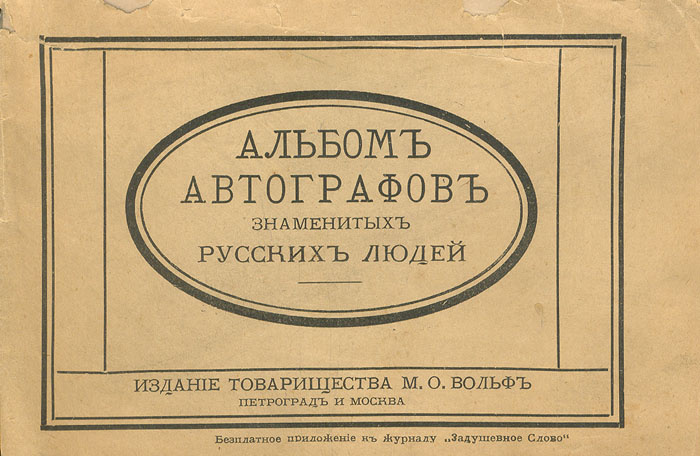 АЛЬБОМЪ
АВТОГРАФОВЪ
ЗНАМЕНИТЫХЪ
РУССКИХЪ ЛЮДЕЙ
ИЗДАНІЕ ТОВАРИЩЕСТВА М. О. ВОЛЬФЪ
ПЕТРОГРАДЪ И МОСКВА
Безплатное приложеніе къ журналу „Задушевное Слово“